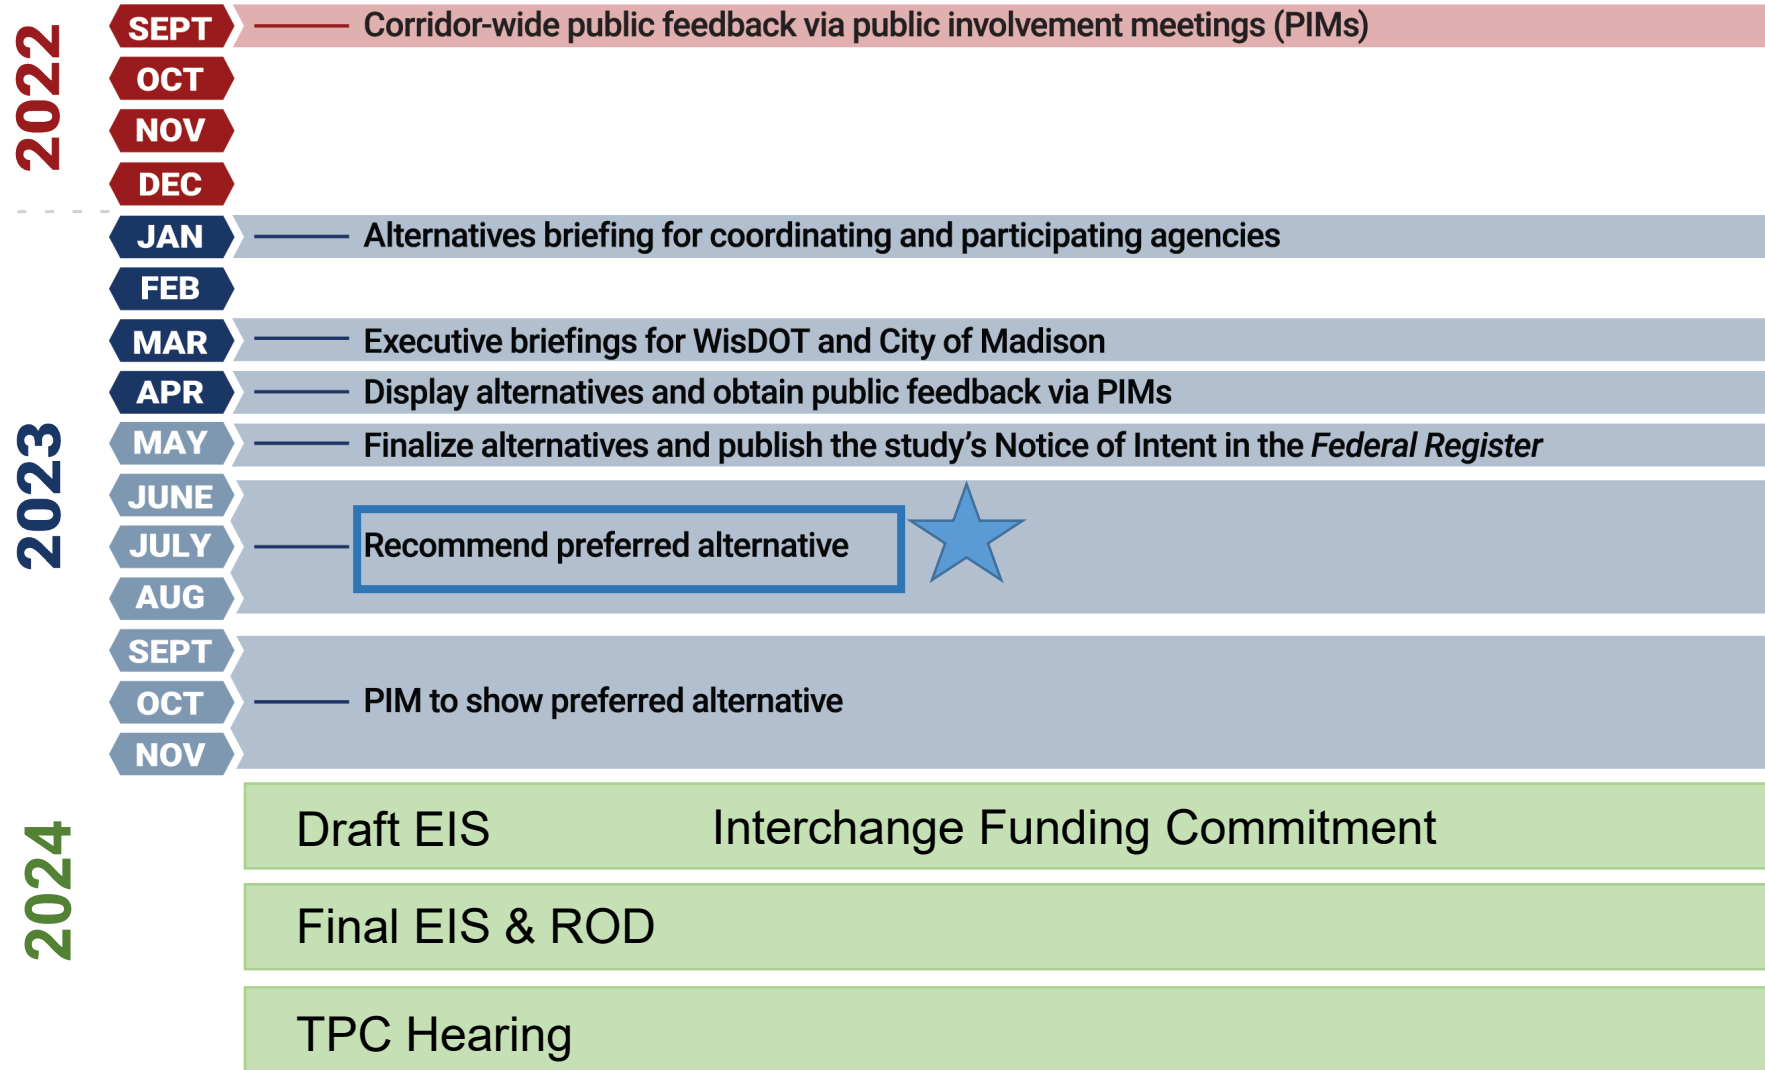 2022
SEPT Corridor-wide public feedback via public involvement meetings (PIMs)
OCT
NOV
DEC
2023
JAN Alternatives briefing for coordinating and participating agencies
FEB
MAR Executive briefings for WisDOT and City of Madison
APR Display alternatives and obtain public feedback via PIMs
MAY Finalize alternatives and publish the study’s Notice of Intent in the Federal Register
JUNE
JULY Recommend preferred alternative
AUG
SEPT
OCT PIM to show preferred alternative
NOV
2024
Draft EIS Interchange Funding Commitment
Final EIS & ROD
TPC Hearing